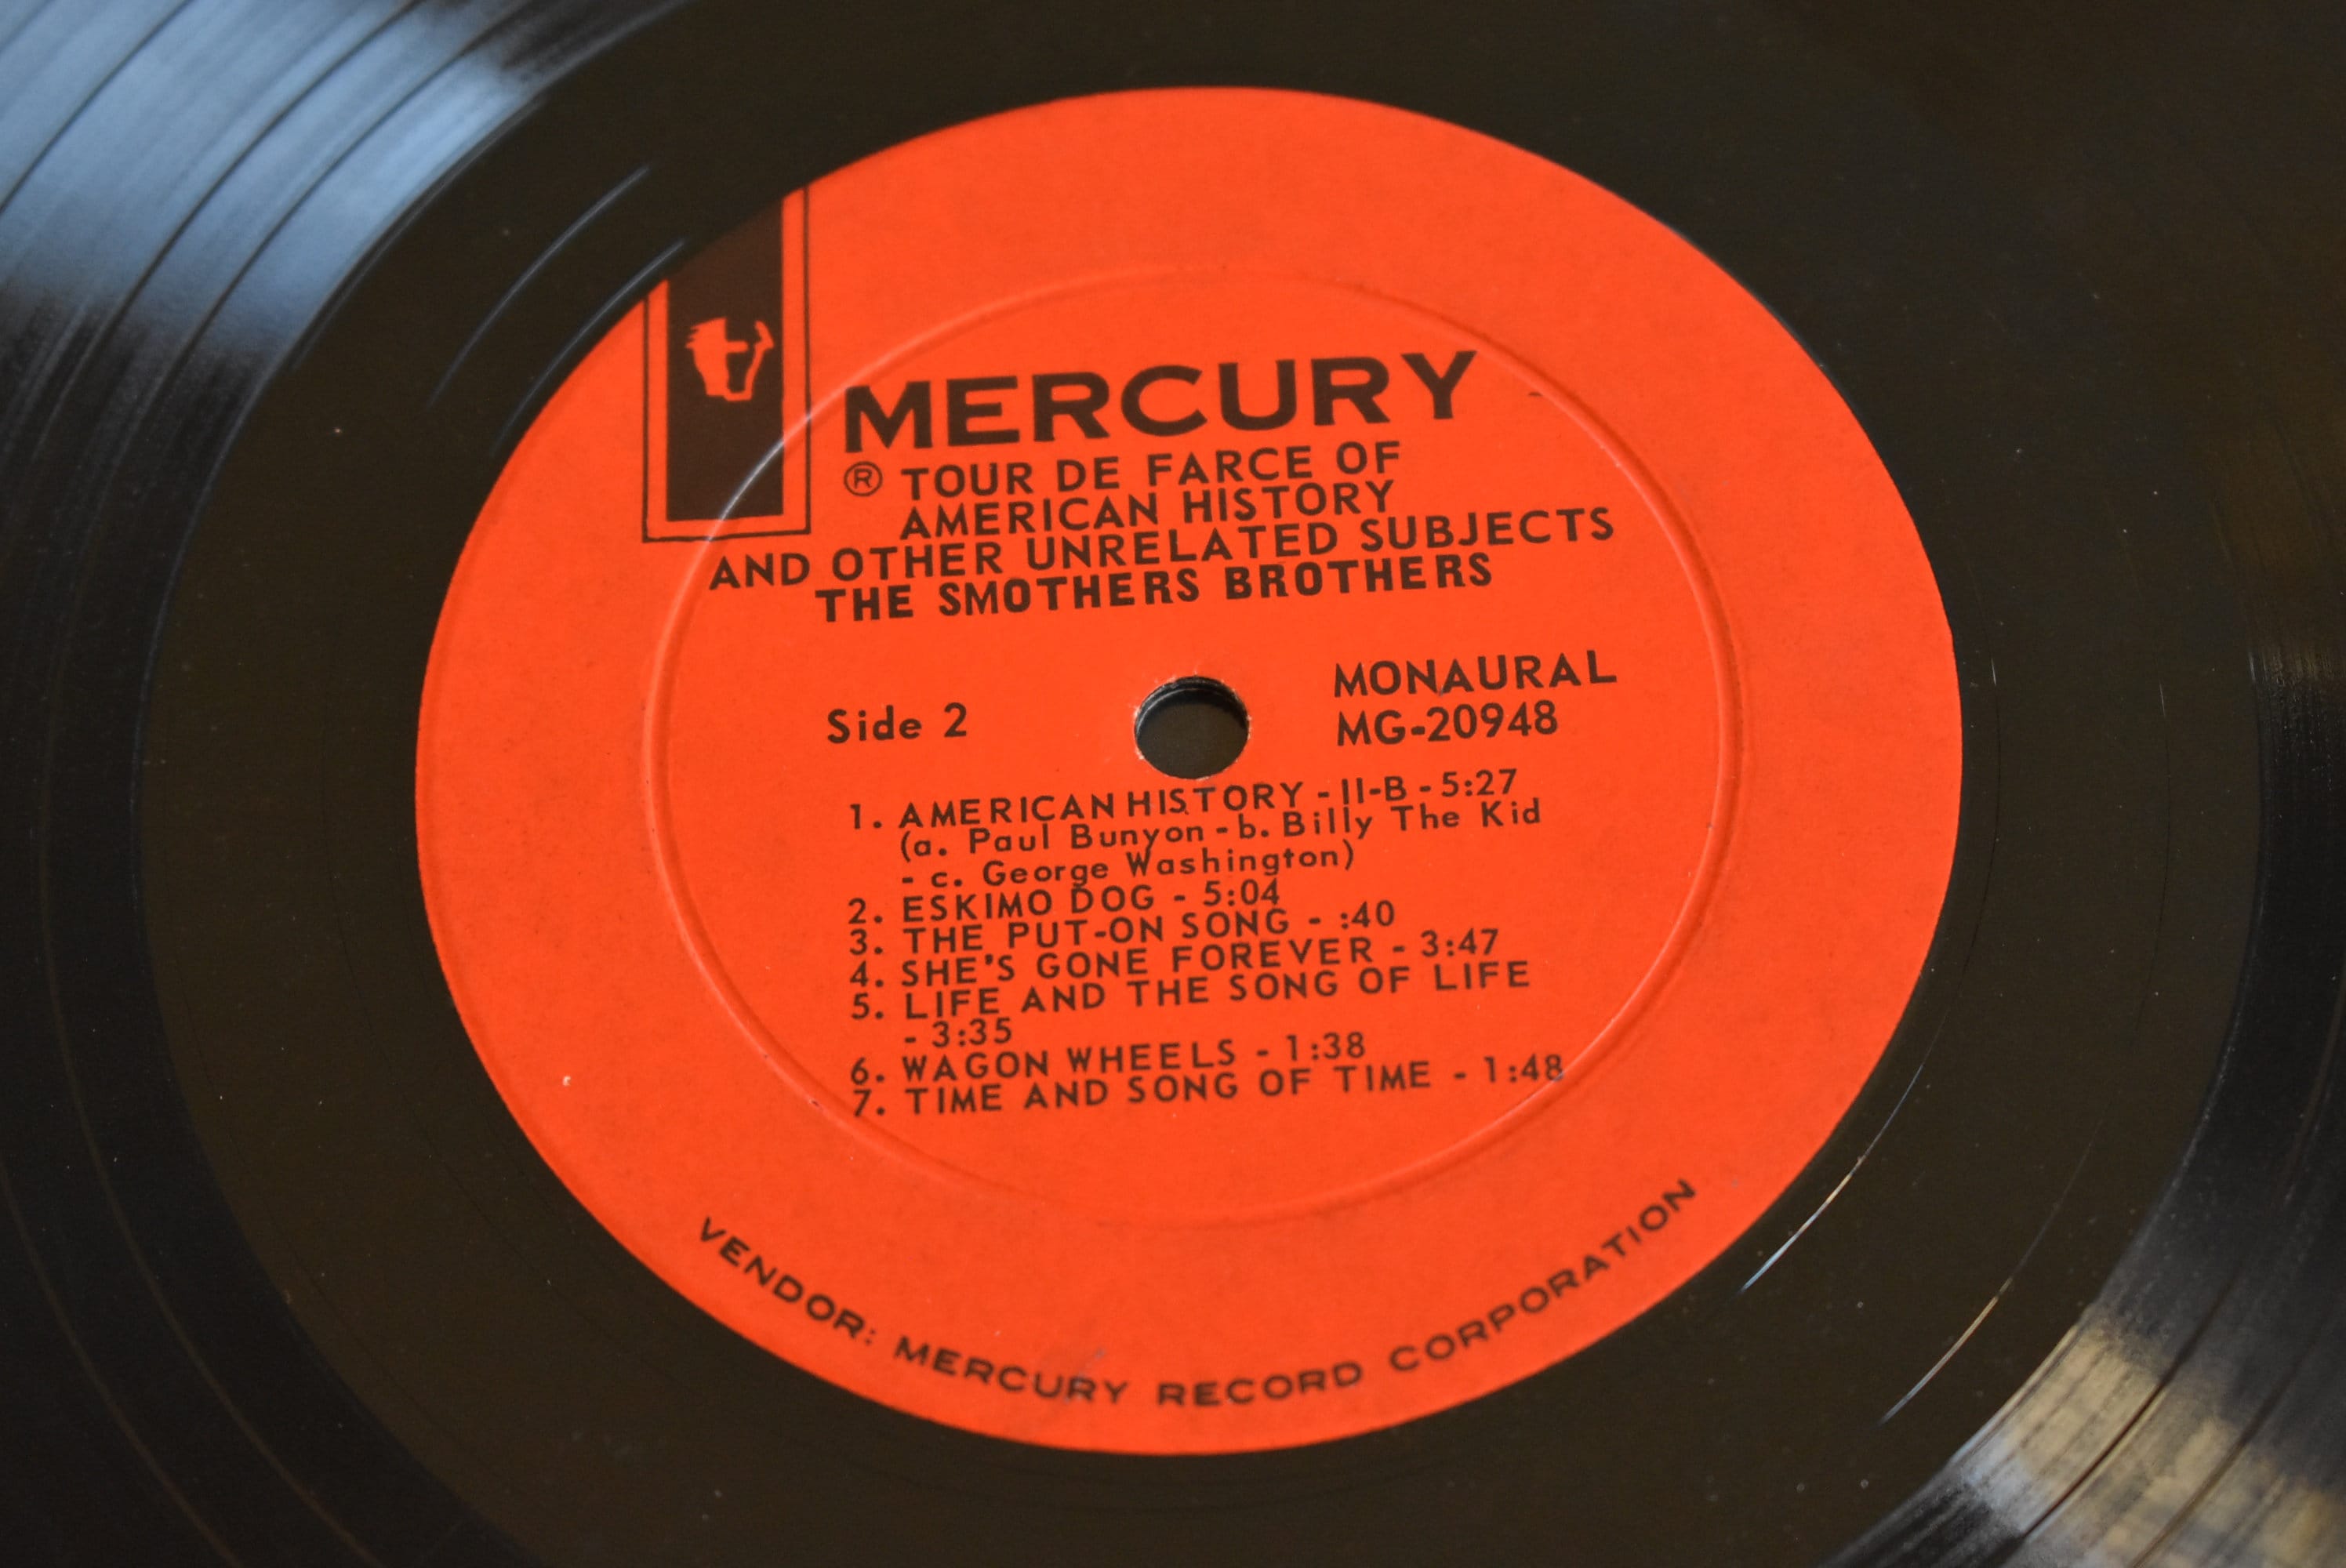 MERCURY
® TOUR DE FARCE OF
AMERICAN HISTORY
AND OTHER UNRELATED SUBJECTS
THE SMOTHERS BROTHERS
MONAURAL
Side 2
MG-20948
1. AMERICAN HISTORY - II-B - 5:27
(a. Paul Bunyon - b. Billy The Kid
- c. George Washington)
2. ESKIMO DOG - 5:04
3. THE PUT-ON SONG - :40
4. SHE'S GONE FOREVER - 3:47
5. LIFE AND THE SONG OF LIFE
- 3:35
6. WAGON WHEELS - 1:38
7. TIME AND SONG OF TIME - 1:48
VENDOR: MERCURY RECORD CORPORATION